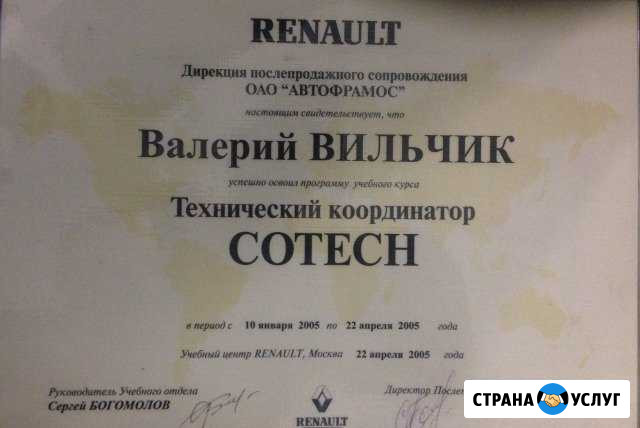 RENAULT
Дирекция послепродажного сопровождения
ОАО “АВТОФРАМОС”
настоящим свидетельствует, что
Валерий ВИЛЬЧИК
успешно освоил программу учебного курса
Технический координатор
COTECH
в период с 10 января 2005 по 22 апреля 2005 года
Учебный центр RENAULT, Москва 22 апреля 2005 года
Руководитель Учебного отдела
Сергей БОГОМОЛОВ
Директор
RENAULT
СТРАНА УСЛУГ